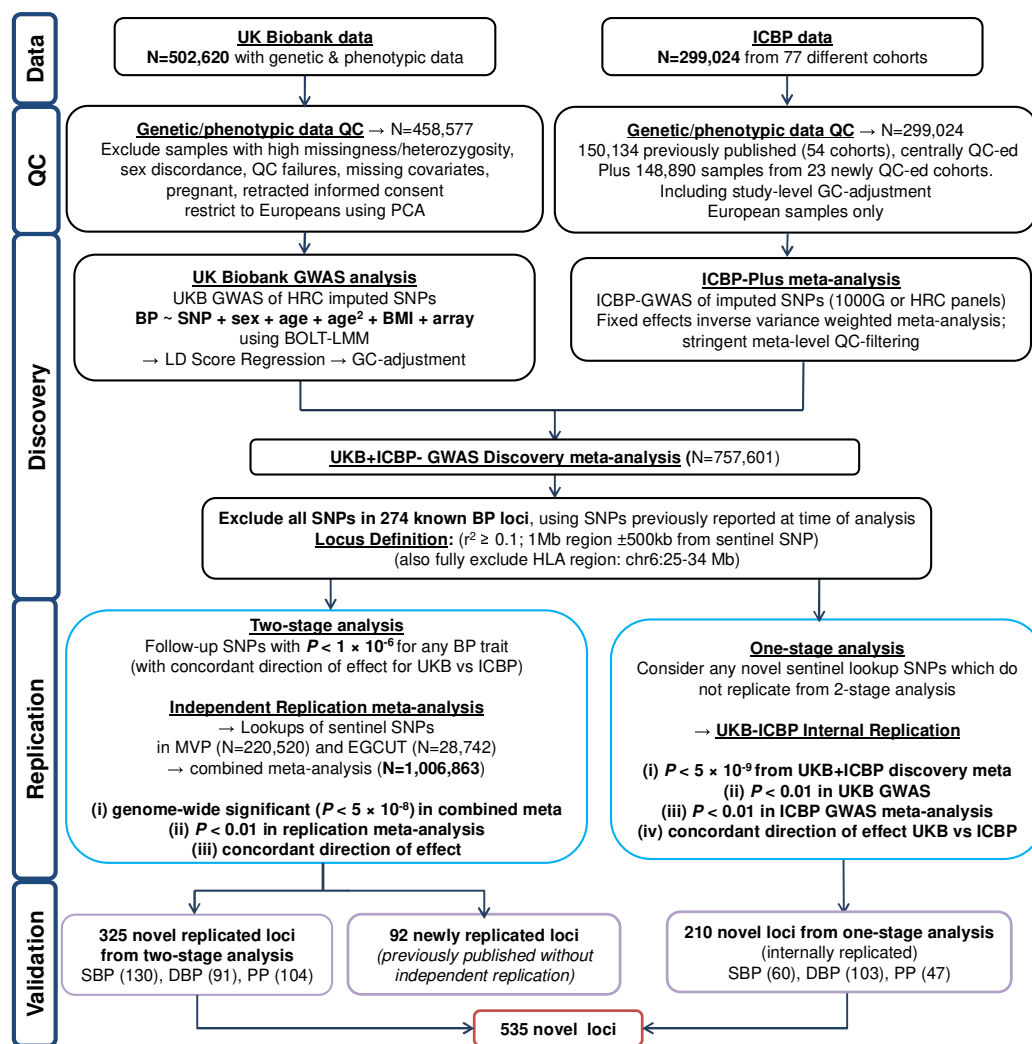 Data
UK Biobank data
N=502,620 with genetic & phenotypic data
ICBP data
N=299,024 from 77 different cohorts
QC
Genetic/phenotypic data QC → N=458,577
Exclude samples with high missingness/heterozygosity,
sex discordance, QC failures, missing covariates,
pregnant, retracted informed consent
restrict to Europeans using PCA
Genetic/phenotypic data QC → N=299,024
150,134 previously published (54 cohorts), centrally QC-ed
Plus 148,890 samples from 23 newly QC-ed cohorts.
Including study-level GC-adjustment
European samples only
Discovery
UK Biobank GWAS analysis
UKB GWAS of HRC imputed SNPs
BP ~ SNP + sex + age + age² + BMI + array
using BOLT-LMM
→ LD Score Regression → GC-adjustment
ICBP-Plus meta-analysis
ICBP-GWAS of imputed SNPs (1000G or HRC panels)
Fixed effects inverse variance weighted meta-analysis;
stringent meta-level QC-filtering
UKB+ICBP- GWAS Discovery meta-analysis (N=757,601)
Exclude all SNPs in 274 known BP loci, using SNPs previously reported at time of analysis
Locus Definition: (r² ≥ 0.1; 1Mb region ±500kb from sentinel SNP)
(also fully exclude HLA region: chr6:25-34 Mb)
Replication
Two-stage analysis
Follow-up SNPs with P < 1 × 10⁻⁶ for any BP trait
(with concordant direction of effect for UKB vs ICBP)
Independent Replication meta-analysis
→ Lookups of sentinel SNPs
in MVP (N=220,520) and EGCUT (N=28,742)
→ combined meta-analysis (N=1,006,863)
(i) genome-wide significant (P < 5 × 10⁻⁸) in combined meta
(ii) P < 0.01 in replication meta-analysis
(iii) concordant direction of effect
One-stage analysis
Consider any novel sentinel lookup SNPs which do
not replicate from 2-stage analysis
→ UKB-ICBP Internal Replication
(i) P < 5 × 10⁻⁹ from UKB+ICBP discovery meta
(ii) P < 0.01 in UKB GWAS
(iii) P < 0.01 in ICBP GWAS meta-analysis
(iv) concordant direction of effect UKB vs ICBP
Validation
325 novel replicated loci
from two-stage analysis
SBP (130), DBP (91), PP (104)
92 newly replicated loci
(previously published without
independent replication)
210 novel loci from one-stage analysis
(internally replicated)
SBP (60), DBP (103), PP (47)
535 novel loci